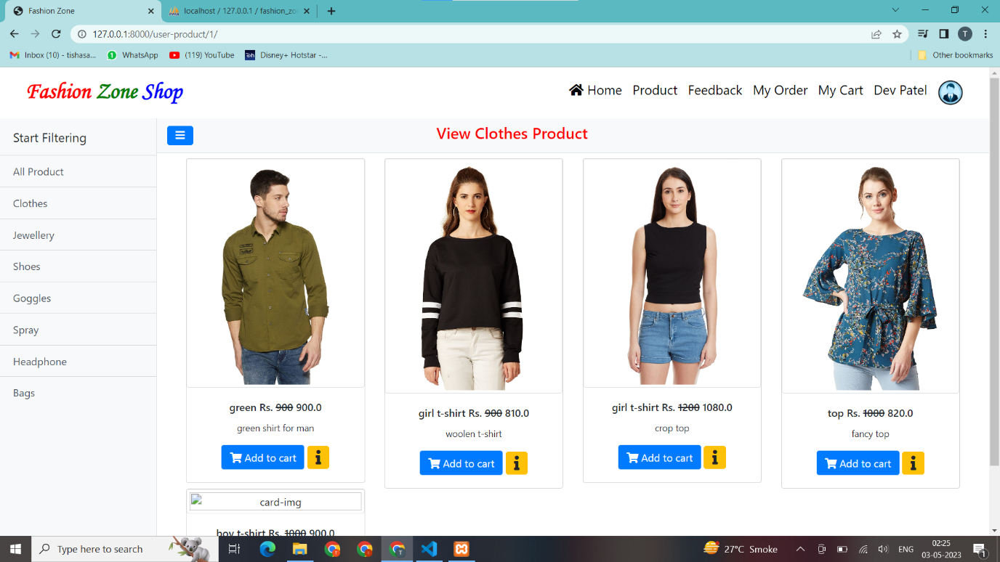 Fashion Zone
localhost / 127.0.0.1 / fashion_zo
127.0.0.1:8000/user-product/1/
T
Inbox (10) - tishasa...
WhatsApp
(119) YouTube
Disney+ Hotstar -...
Other bookmarks
Fashion Zone Shop
Home
Product
Feedback
My Order
My Cart
Dev Patel
Start Filtering
All Product
Clothes
Jewellery
Shoes
Goggles
Spray
Headphone
Bags
View Clothes Product
green Rs. 900 900.0
green shirt for man
Add to cart
girl t-shirt Rs. 900 810.0
woolen t-shirt
Add to cart
girl t-shirt Rs. 1200 1080.0
crop top
Add to cart
top Rs. 1000 820.0
fancy top
Add to cart
card-img
boy t-shirt Rs. 1000 900.0
Type here to search
27°C Smoke
ENG
02:25
03-05-2023
1